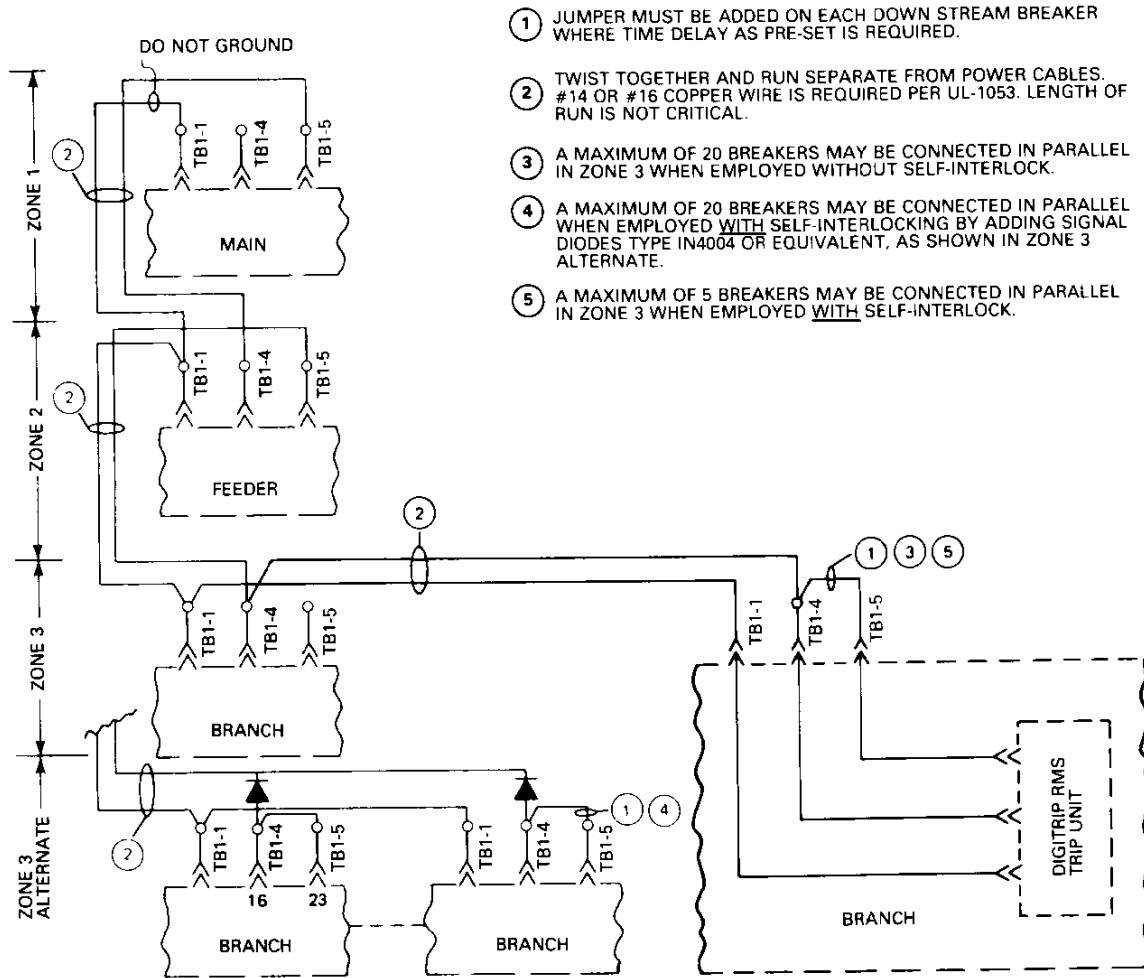 1 JUMPER MUST BE ADDED ON EACH DOWN STREAM BREAKER
WHERE TIME DELAY AS PRE-SET IS REQUIRED.
2 TWIST TOGETHER AND RUN SEPARATE FROM POWER CABLES.
#14 OR #16 COPPER WIRE IS REQUIRED PER UL-1053. LENGTH OF
RUN IS NOT CRITICAL.
3 A MAXIMUM OF 20 BREAKERS MAY BE CONNECTED IN PARALLEL
IN ZONE 3 WHEN EMPLOYED WITHOUT SELF-INTERLOCK.
4 A MAXIMUM OF 20 BREAKERS MAY BE CONNECTED IN PARALLEL
WHEN EMPLOYED WITH SELF-INTERLOCKING BY ADDING SIGNAL
DIODES TYPE IN4004 OR EQUIVALENT, AS SHOWN IN ZONE 3
ALTERNATE.
5 A MAXIMUM OF 5 BREAKERS MAY BE CONNECTED IN PARALLEL
IN ZONE 3 WHEN EMPLOYED WITH SELF-INTERLOCK.
DO NOT GROUND
ZONE 1
2
TB1-1
TB1-4
TB1-5
MAIN
ZONE 2
2
TB1-1
TB1-4
TB1-5
FEEDER
2
1 3 5
ZONE 3
TB1-1
TB1-4
TB1-5
BRANCH
TB1-1
TB1-4
TB1-5
DIGITRIP RMS
TRIP UNIT
BRANCH
ZONE 3
ALTERNATE
2
TB1-1
TB1-4
TB1-5
16
23
BRANCH
TB1-1
TB1-4
TB1-5
1 4
BRANCH